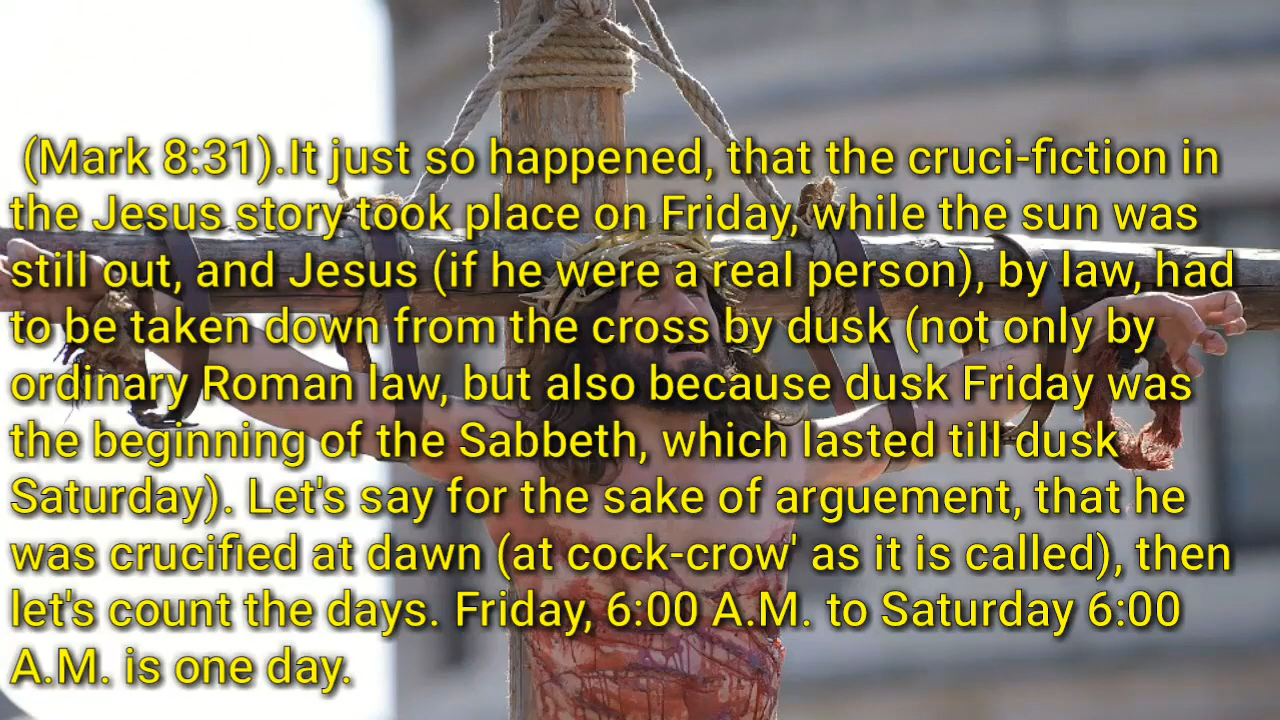 (Mark 8:31).It just so happened, that the cruci-fiction in
the Jesus story took place on Friday, while the sun was
still out, and Jesus (if he were a real person), by law, had
to be taken down from the cross by dusk (not only by
ordinary Roman law, but also because dusk Friday was
the beginning of the Sabbeth, which lasted till dusk
Saturday). Let's say for the sake of arguement, that he
was crucified at dawn (at cock-crow' as it is called), then
let's count the days. Friday, 6:00 A.M. to Saturday 6:00
A.M. is one day.